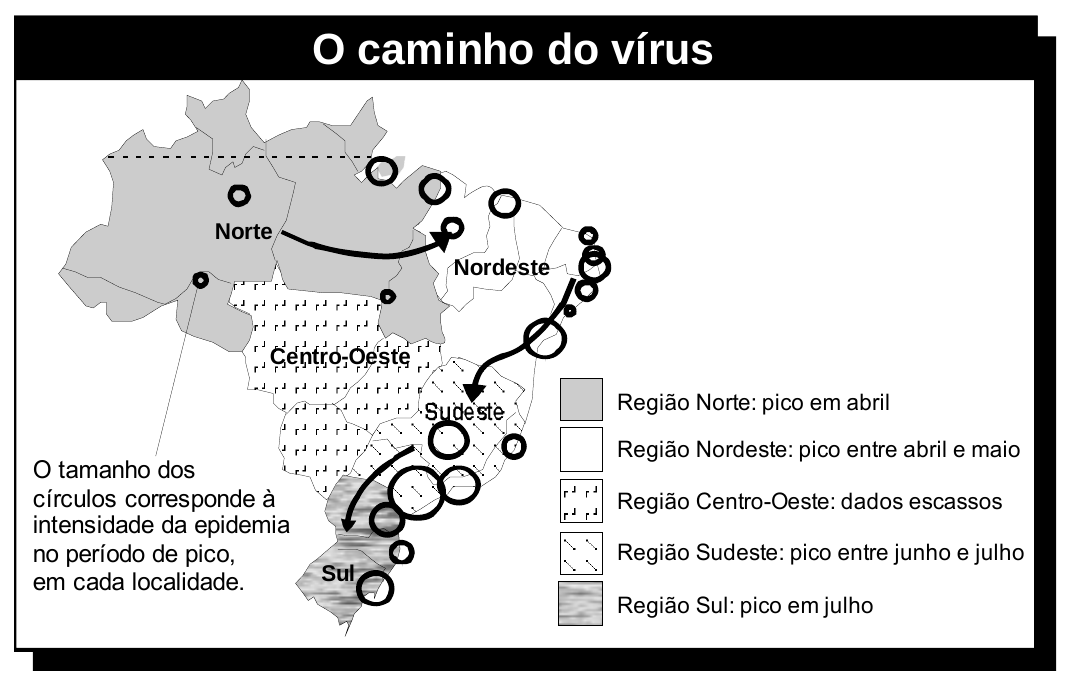 O caminho do vírus
Norte
Nordeste
Centro-Oeste
Sudeste
Sul
O tamanho dos
círculos corresponde à
intensidade da epidemia
no período de pico,
em cada localidade.
Região Norte: pico em abril
Região Nordeste: pico entre abril e maio
Região Centro-Oeste: dados escassos
Região Sudeste: pico entre junho e julho
Região Sul: pico em julho